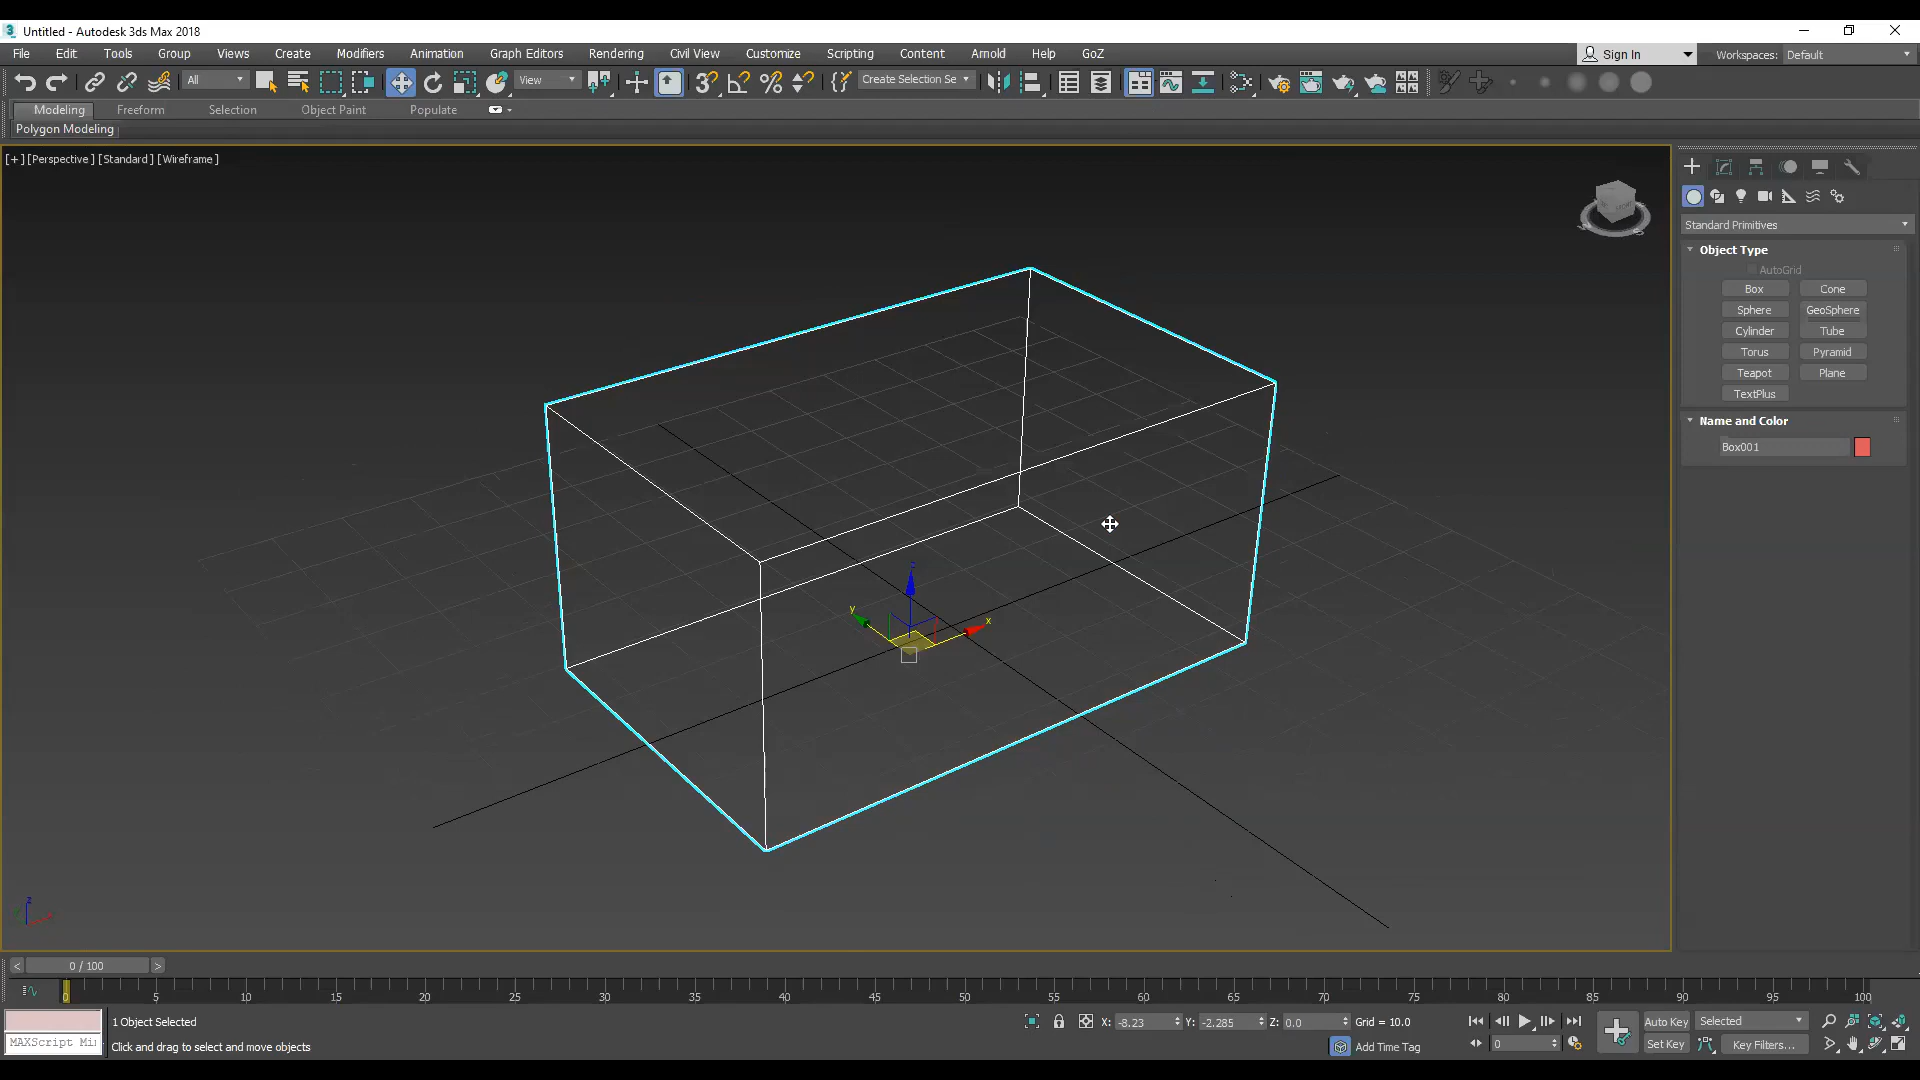 Untitled - Autodesk 3ds Max 2018
File Edit Tools Group Views Create Modifiers Animation Graph Editors Rendering Civil View Customize Scripting Content Arnold Help GoZ
Sign In Workspaces: Default
All View Create Selection Se
Modeling Freeform Selection Object Paint Populate
Polygon Modeling
[+] [Perspective] [Standard] [Wireframe]
Standard Primitives
Object Type
AutoGrid
Box Cone
Sphere GeoSphere
Cylinder Tube
Torus Pyramid
Teapot Plane
TextPlus
Name and Color
Box001
z
y x
z
< 0 / 100 >
0 5 10 15 20 25 30 35 40 45 50 55 60 65 70 75 80 85 90 95 100
1 Object Selected X: -8.23 Y: -2.285 Z: 0.0 Grid = 10.0 Auto Key Selected
MAXScript Mi Click and drag to select and move objects Add Time Tag 0 Set Key Key Filters...